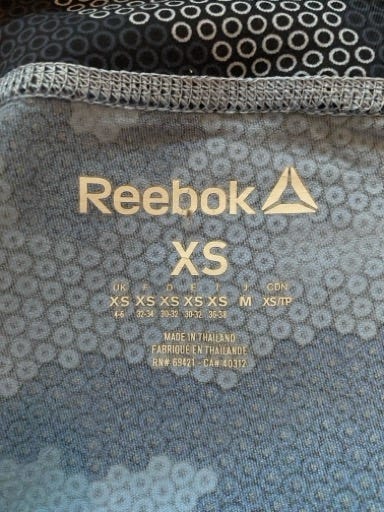 Reebok
XS
UK F D E I J CDN
XS XS XS XS XS M XS/TP
4-6 32-34 30-32 30-32 36-38
MADE IN THAILAND
FABRIQUÉ EN THAILANDE
RN# 69421 - CA# 40312